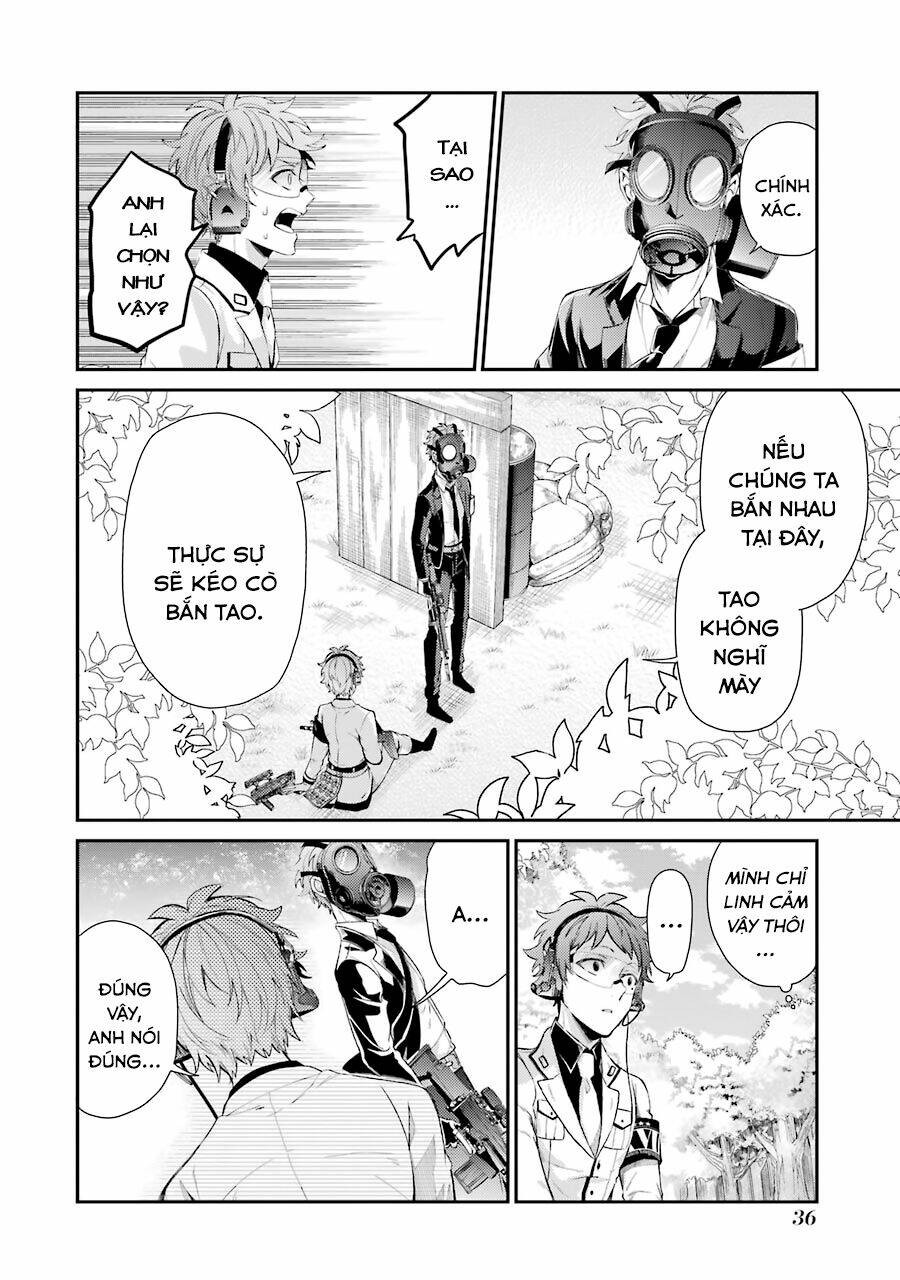 CHÍNH
XÁC.
TẠI
SAO
...
ANH
LẠI
CHỌN
NHƯ
VẬY?
NẾU
CHÚNG TA
BẮN NHAU
TẠI ĐÂY,
TAO
KHÔNG
NGHĨ
MÀY
THỰC SỰ
SẼ KÉO CÒ
BẮN TAO.
MÌNH CHỈ
LINH CẢM
VẬY THÔI
...
...
A...
ĐÚNG
VẬY,
ANH NÓI
ĐÚNG...
36